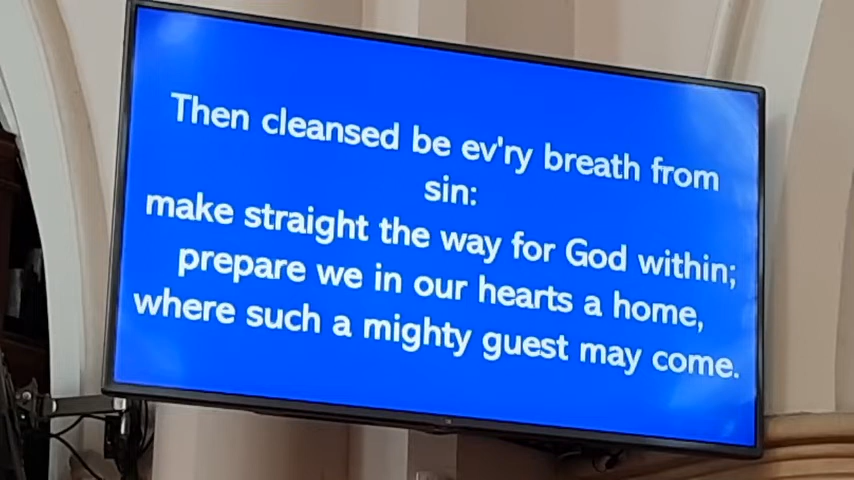 Then cleansed be ev'ry breath from
sin:
make straight the way for God within;
prepare we in our hearts a home,
where such a mighty guest may come.